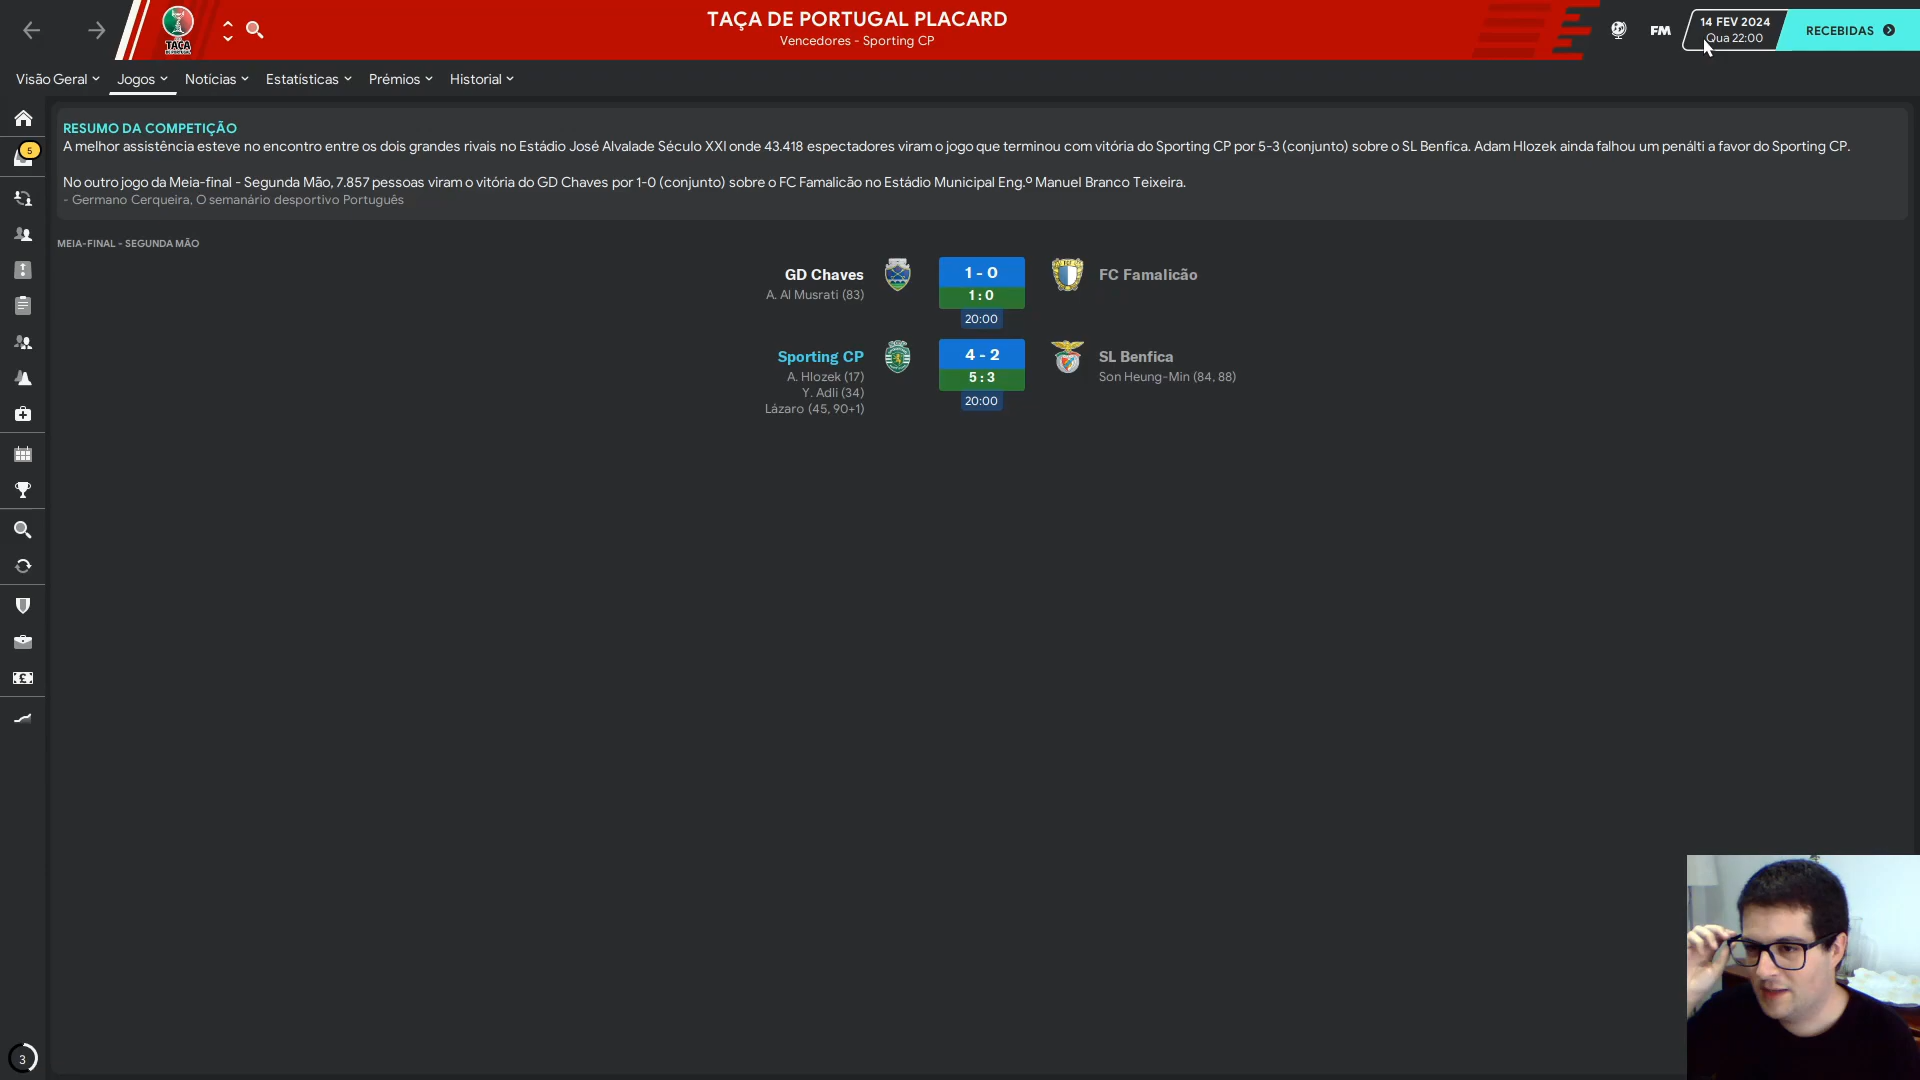 TAÇA DE PORTUGAL PLACARD
Vencedores - Sporting CP
TAÇA
FM
14 FEV 2024
Qua 22:00
RECEBIDAS
Visão Geral
Jogos
Notícias
Estatísticas
Prémios
Historial
5
RESUMO DA COMPETIÇÃO
A melhor assistência esteve no encontro entre os dois grandes rivais no Estádio José Alvalade Século XXI onde 43.418 espectadores viram o jogo que terminou com vitória do Sporting CP por 5-3 (conjunto) sobre o SL Benfica. Adam Hlozek ainda falhou um penálti a favor do Sporting CP.
No outro jogo da Meia-final - Segunda Mão, 7.857 pessoas viram o vitória do GD Chaves por 1-0 (conjunto) sobre o FC Famalicão no Estádio Municipal Eng.º Manuel Branco Teixeira.
- Germano Cerqueira, O semanário desportivo Português
MEIA-FINAL - SEGUNDA MÃO
GD Chaves
1 - 0
FC Famalicão
A. Al Musrati (83)
1 : 0
20:00
Sporting CP
4 - 2
SL Benfica
A. Hlozek (17)
5 : 3
Son Heung-Min (84, 88)
Y. Adli (34)
20:00
Lázaro (45, 90+1)
3